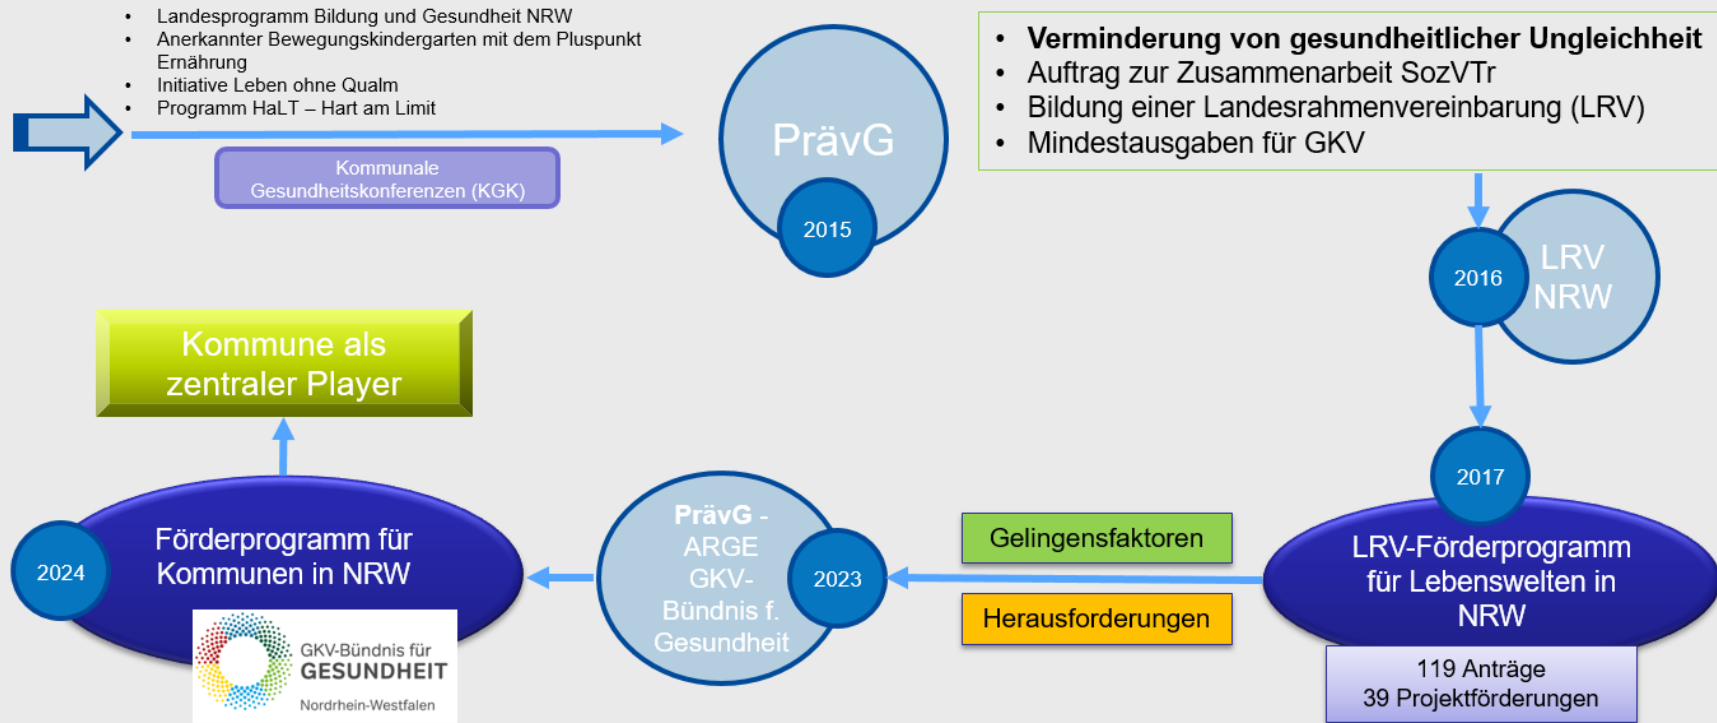 • Landesprogramm Bildung und Gesundheit NRW
• Anerkannter Bewegungskindergarten mit dem Pluspunkt
Ernährung
• Initiative Leben ohne Qualm
• Programm HaLT – Hart am Limit
Kommunale
Gesundheitskonferenzen (KGK)
PrävG
2015
• Verminderung von gesundheitlicher Ungleichheit
• Auftrag zur Zusammenarbeit SozVTr
• Bildung einer Landesrahmenvereinbarung (LRV)
• Mindestausgaben für GKV
2016
LRV
NRW
2017
LRV-Förderprogramm
für Lebenswelten in
NRW
119 Anträge
39 Projektförderungen
Gelingensfaktoren
Herausforderungen
2023
PrävG -
ARGE
GKV-
Bündnis f.
Gesundheit
2024
Förderprogramm für
Kommunen in NRW
GKV-Bündnis für
GESUNDHEIT
Nordrhein-Westfalen
Kommune als
zentraler Player